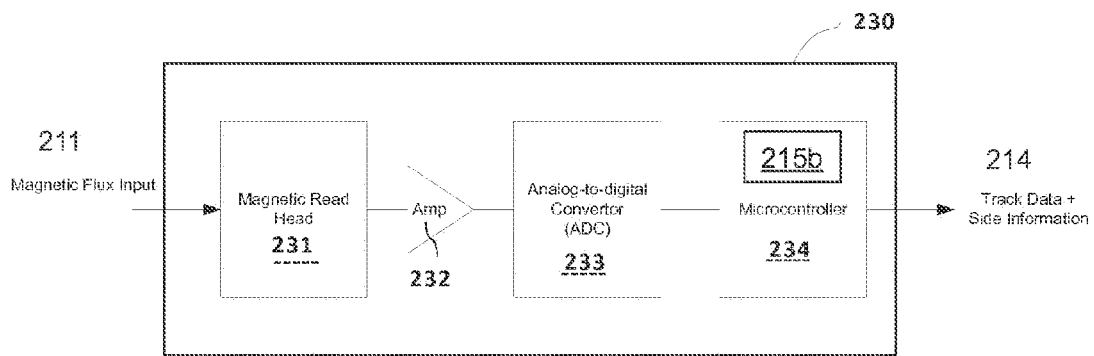 230
211
Magnetic Flux Input
Magnetic Read
Head
231
Amp
232
Analog-to-digital
Convertor
(ADC)
233
215b
Microcontroller
234
214
Track Data +
Side Information